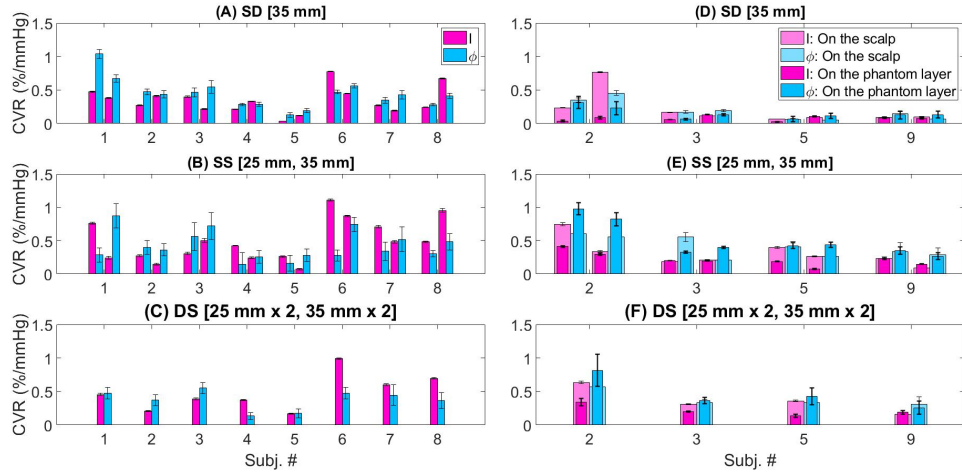 (A) SD [35 mm]
CVR (%/mmHg)
1.5
1
0.5
0
I
ϕ
1 2 3 4 5 6 7 8
(B) SS [25 mm, 35 mm]
CVR (%/mmHg)
1.5
1
0.5
0
1 2 3 4 5 6 7 8
(C) DS [25 mm x 2, 35 mm x 2]
CVR (%/mmHg)
1.5
1
0.5
0
1 2 3 4 5 6 7 8
Subj. #
(D) SD [35 mm]
1.5
1
0.5
0
I: On the scalp
ϕ: On the scalp
I: On the phantom layer
ϕ: On the phantom layer
2 3 5 9
(E) SS [25 mm, 35 mm]
1.5
1
0.5
0
2 3 5 9
(F) DS [25 mm x 2, 35 mm x 2]
1.5
1
0.5
0
2 3 5 9
Subj. #